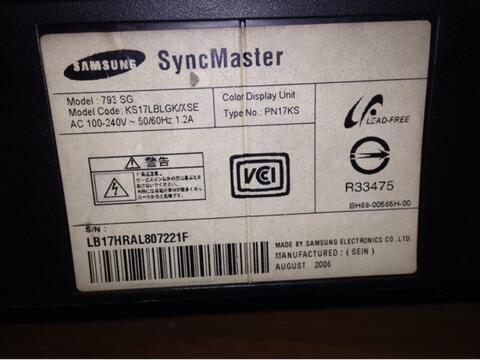 SAMSUNG SyncMaster
Model : 793 SG
Model Code: KS17LBLGK/XSE
AC 100-240V ~ 50/60Hz 1.2A
Color Display Unit
Type No.: PN17KS
LEAD-FREE
警告
VCCI
R33475
BH68-00565H-00
S/N :
LB17HRAL807221F
MADE BY SAMSUNG ELECTRONICS CO. LTD.
MANUFACTURED : ( SEIN )
AUGUST 2006